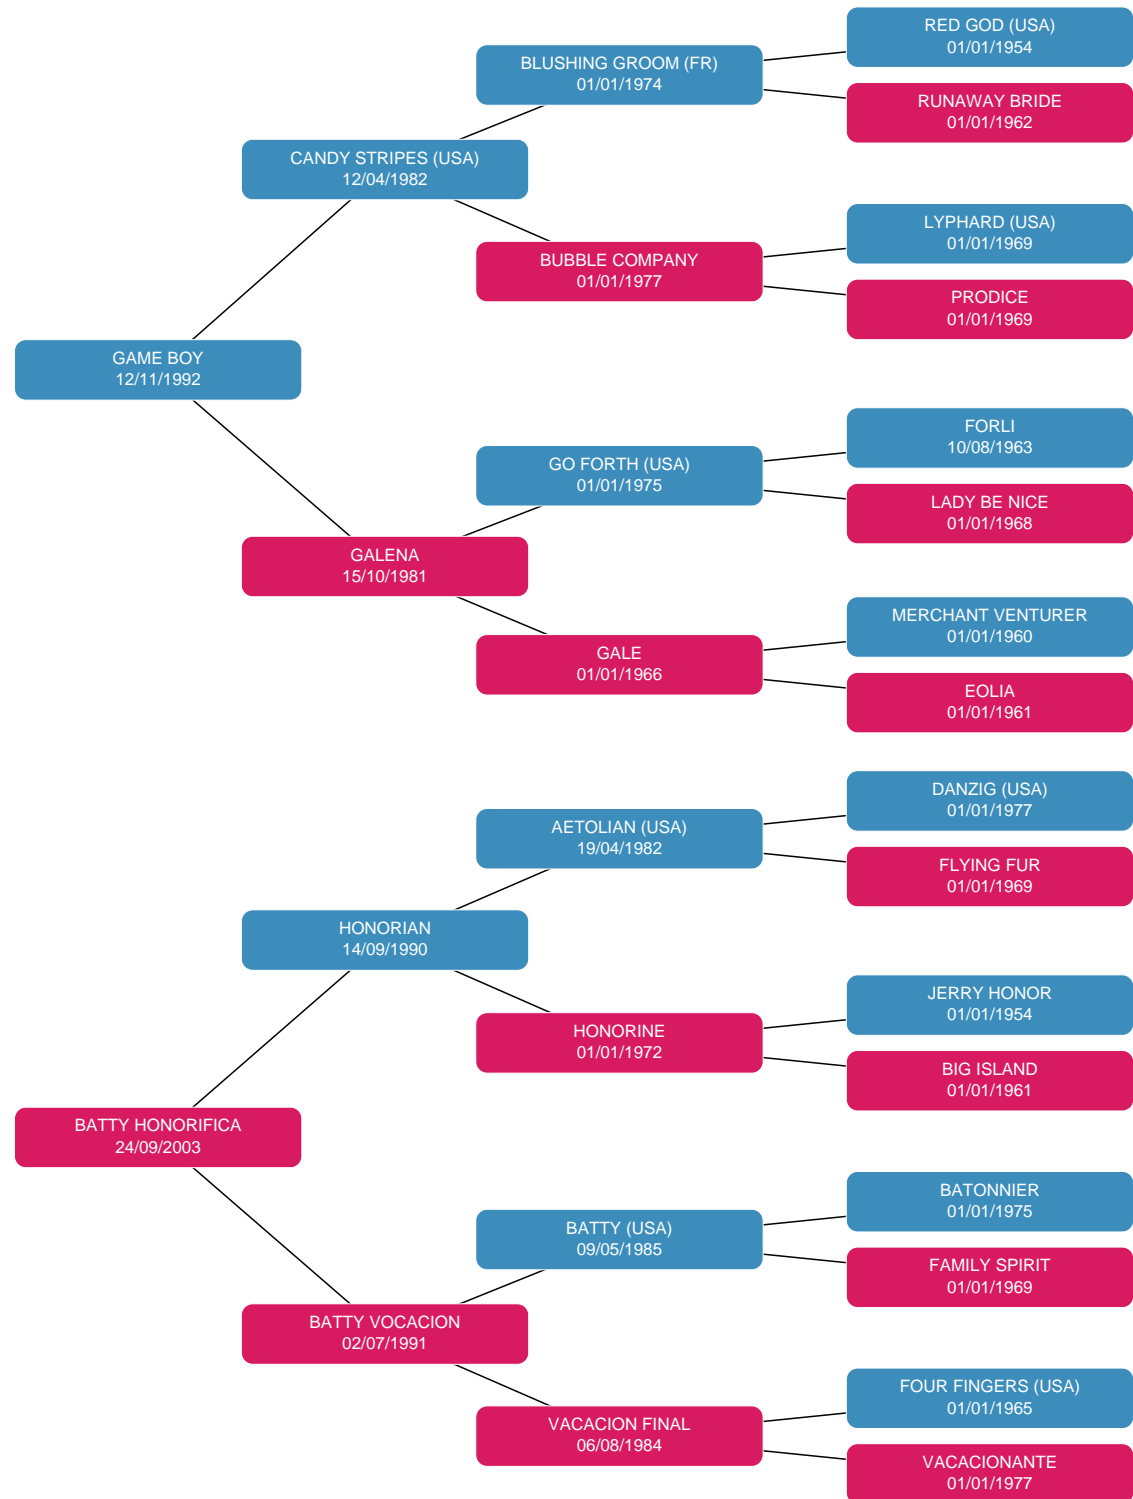 RED GOD (USA)
01/01/1954
BLUSHING GROOM (FR)
01/01/1974
RUNAWAY BRIDE
01/01/1962
CANDY STRIPES (USA)
12/04/1982
LYPHARD (USA)
01/01/1969
BUBBLE COMPANY
01/01/1977
PRODICE
01/01/1969
GAME BOY
12/11/1992
FORLI
10/08/1963
GO FORTH (USA)
01/01/1975
LADY BE NICE
01/01/1968
GALENA
15/10/1981
MERCHANT VENTURER
01/01/1960
GALE
01/01/1966
EOLIA
01/01/1961
DANZIG (USA)
01/01/1977
AETOLIAN (USA)
19/04/1982
FLYING FUR
01/01/1969
HONORIAN
14/09/1990
JERRY HONOR
01/01/1954
HONORINE
01/01/1972
BIG ISLAND
01/01/1961
BATTY HONORIFICA
24/09/2003
BATONNIER
01/01/1975
BATTY (USA)
09/05/1985
FAMILY SPIRIT
01/01/1969
BATTY VOCACION
02/07/1991
FOUR FINGERS (USA)
01/01/1965
VACACION FINAL
06/08/1984
VACACIONANTE
01/01/1977